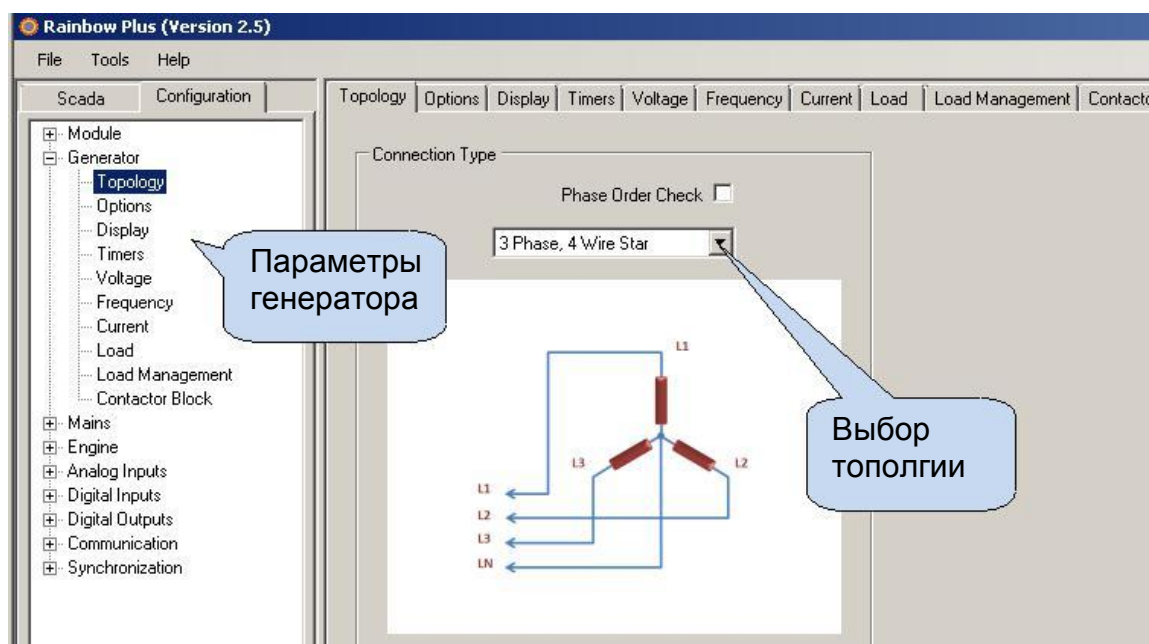 Rainbow Plus (Version 2.5)
File Tools Help
Scada Configuration
Topology Options Display Timers Voltage Frequency Current Load Load Management
Module
Generator
Topology
Options
Display
Timers
Voltage
Frequency
Current
Load
Load Management
Contactor Block
Mains
Engine
Analog Inputs
Digital Inputs
Digital Outputs
Communication
Synchronization
Параметры
генератора
Connection Type
Phase Order Check
3 Phase, 4 Wire Star
L1
L3
L2
L1
L2
L3
LN
Выбор
тополгии